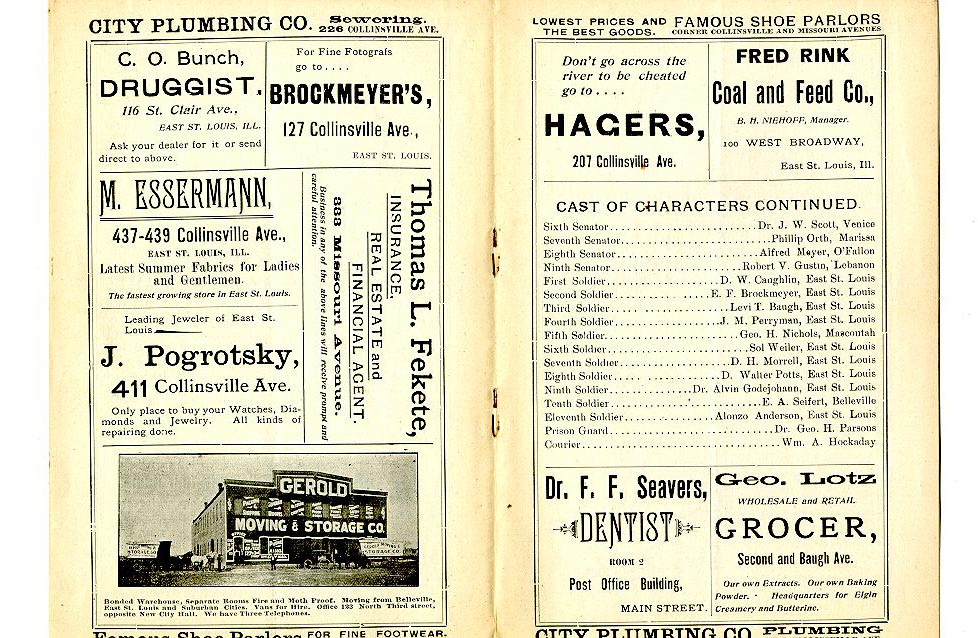 CITY PLUMBING CO. Sewering.
226 COLLINSVILLE AVE.
C. O. Bunch,
DRUGGIST,
116 St. Clair Ave.,
EAST ST. LOUIS, ILL.
Ask your dealer for it or send
direct to above.
For Fine Fotografs
go to . . . .
BROCKMEYER'S,
127 Collinsville Ave.,
EAST ST. LOUIS.
M. ESSERMANN,
437-439 Collinsville Ave.,
EAST ST. LOUIS, ILL.
Latest Summer Fabrics for Ladies
and Gentlemen.
The fastest growing store in East St. Louis.
Leading Jeweler of East St.
Louis
J. Pogrotsky,
411 Collinsville Ave.
Only place to buy your Watches, Dia-
monds and Jewelry. All kinds of
repairing done.
Thomas L. Fekete,
INSURANCE,
REAL ESTATE and
FINANCIAL AGENT.
333 Missouri Avenue.
Business in any of the above lines will receive prompt and
careful attention.
GEROLD
MOVING & STORAGE CO.
STORAGE CO.
STORAGE CO.
Bonded Warehouse, Separate Rooms Fire and Moth Proof. Moving from Belleville,
East St. Louis and Suburban Cities. Vans for Hire. Office 123 North Third street,
opposite New City Hall. We have Three Telephones.
Famous Shoe Parlors FOR FINE FOOTWEAR.
LOWEST PRICES AND FAMOUS SHOE PARLORS
THE BEST GOODS. CORNER COLLINSVILLE AND MISSOURI AVENUES
Don't go across the
river to be cheated
go to . . . .
HAGERS,
207 Collinsville Ave.
FRED RINK
Coal and Feed Co.,
B. H. NIEHOFF, Manager.
100 WEST BROADWAY,
East St. Louis, Ill.
CAST OF CHARACTERS CONTINUED.
Sixth Senator........Dr. J. W. Scott, Venice
Seventh Senator........Phillip Orth, Marissa
Eighth Senator........Alfred Meyer, O'Fallon
Ninth Senator........Robert V. Gustin, Lebanon
First Soldier........D. W. Caughlin, East St. Louis
Second Soldier........E. F. Brockmeyer, East St. Louis
Third Soldier........Levi T. Baugh, East St. Louis
Fourth Soldier........J. M. Perryman, East St. Louis
Fifth Soldier........Geo. H. Nichols, Mascoutah
Sixth Soldier........Sol Weiler, East St. Louis
Seventh Soldier........D. H. Morrell, East St. Louis
Eighth Soldier........D. Walter Potts, East St. Louis
Ninth Soldier........Dr. Alvin Godejohann, East St. Louis
Tenth Soldier........E. A. Seifert, Belleville
Eleventh Soldier........Alonzo Anderson, East St. Louis
Prison Guard........Dr. Geo. H. Parsons
Courier........Wm. A. Hockaday
Dr. F. F. Seavers,
DENTIST
ROOM 2
Post Office Building,
MAIN STREET.
Geo. Lotz
WHOLESALE and RETAIL
GROCER,
Second and Baugh Ave.
Our own Extracts. Our own Baking
Powder. Headquarters for Elgin
Creamery and Butterine.
CITY PLUMBING CO. PLUMBING